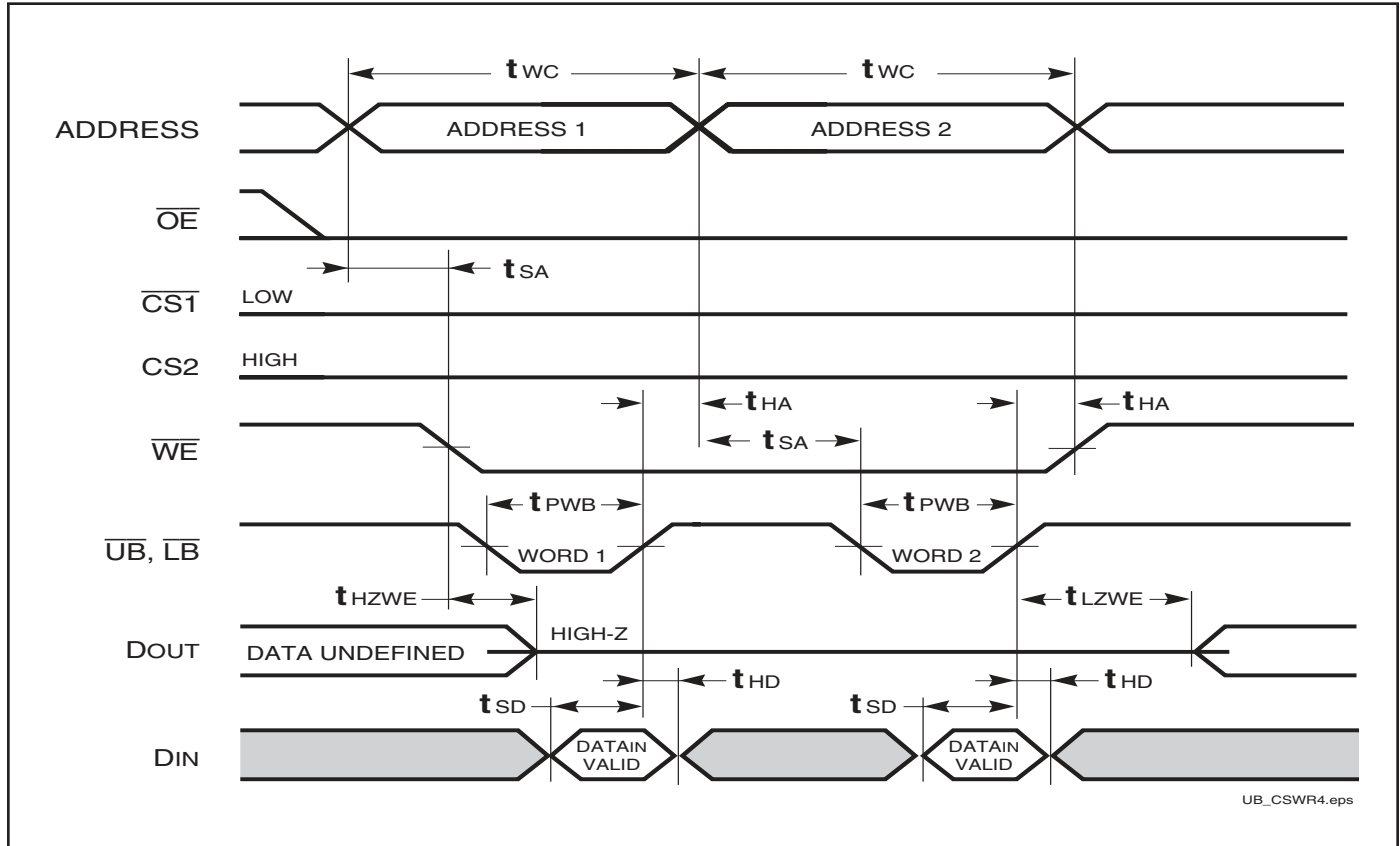 tWC tWC
ADDRESS ADDRESS 1 ADDRESS 2
OE
tSA
CS1 LOW
CS2 HIGH
tHA tHA
WE tSA
tPWB tPWB
UB, LB WORD 1 WORD 2
tHZWE tLZWE
DOUT DATA UNDEFINED HIGH-Z
tSD tHD tSD tHD
DIN DATAIN VALID DATAIN VALID
UB_CSWR4.eps